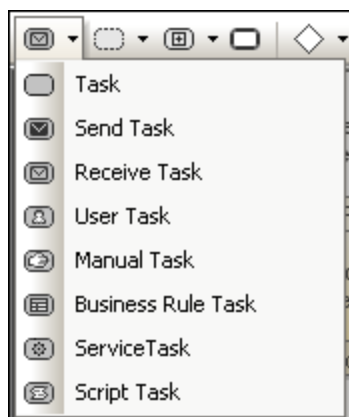 Task
Send Task
Receive Task
User Task
Manual Task
Business Rule Task
ServiceTask
Script Task